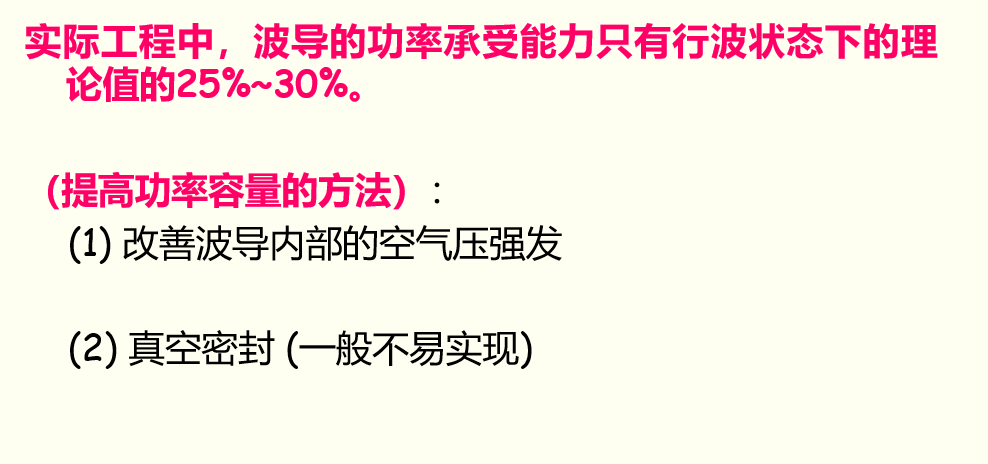 实际工程中，波导的功率承受能力只有行波状态下的理
论值的25%~30%。
（提高功率容量的方法）:
(1) 改善波导内部的空气压强发
(2) 真空密封 (一般不易实现)